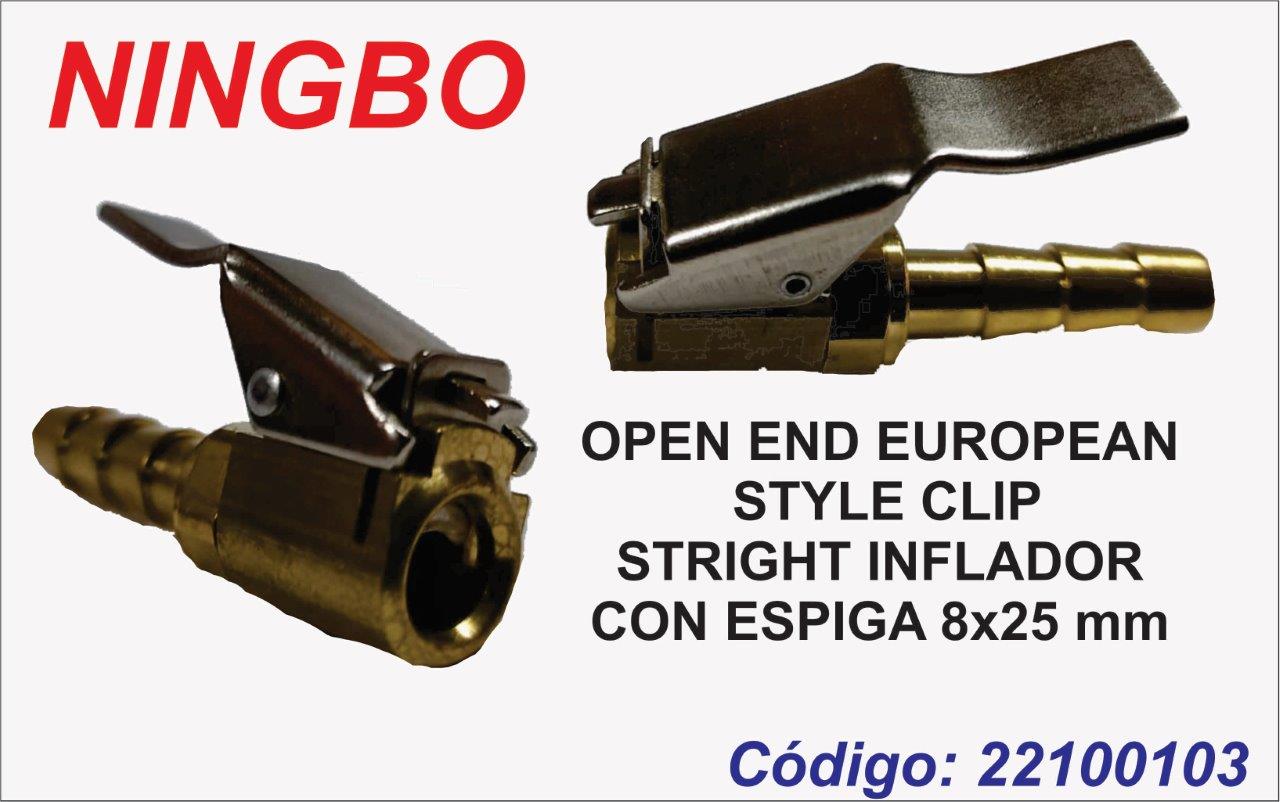 NINGBO
OPEN END EUROPEAN
STYLE CLIP
STRIGHT INFLADOR
CON ESPIGA 8x25 mm
Código: 22100103